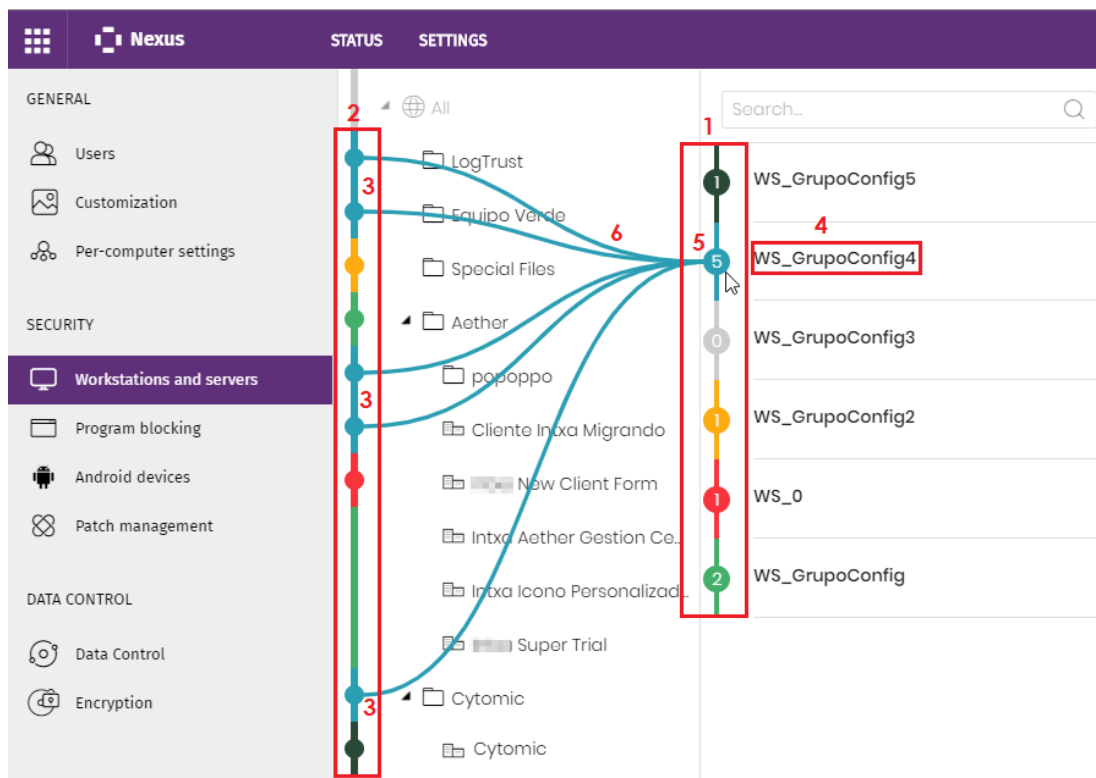 Nexus
STATUS
SETTINGS
GENERAL
Users
Customization
Per-computer settings
SECURITY
Workstations and servers
Program blocking
Android devices
Patch management
DATA CONTROL
Data Control
Encryption
2
All
LogTrust
3
Equipo Verde
6
Special Files
Aether
popoppo
3
Cliente Intxa Migrando
New Client Form
Intxa Aether Gestion Ce...
Intxa Icono Personalizad...
Super Trial
3
Cytomic
Cytomic
Search...
1
1 WS_GrupoConfig5
4
5
5 WS_GrupoConfig4
0 WS_GrupoConfig3
1 WS_GrupoConfig2
1 WS_0
2 WS_GrupoConfig